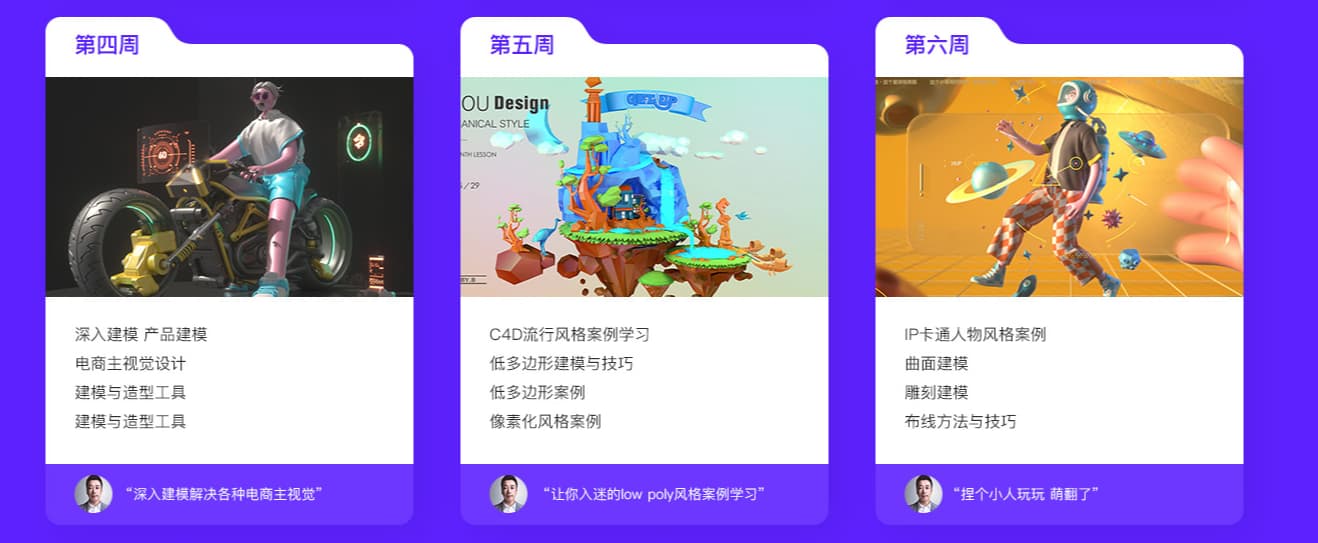 第四周
60
深入建模 产品建模
电商主视觉设计
建模与造型工具
建模与造型工具
“深入建模解决各种电商主视觉”
第五周
OU Design
ANICAL STYLE
NTH LESSON
/ 29
GET UP
C4D流行风格案例学习
低多边形建模与技巧
低多边形案例
像素化风格案例
“让你入迷的low poly风格案例学习”
第六周
IP卡通人物风格案例
曲面建模
雕刻建模
布线方法与技巧
“捏个小人玩玩 萌翻了”